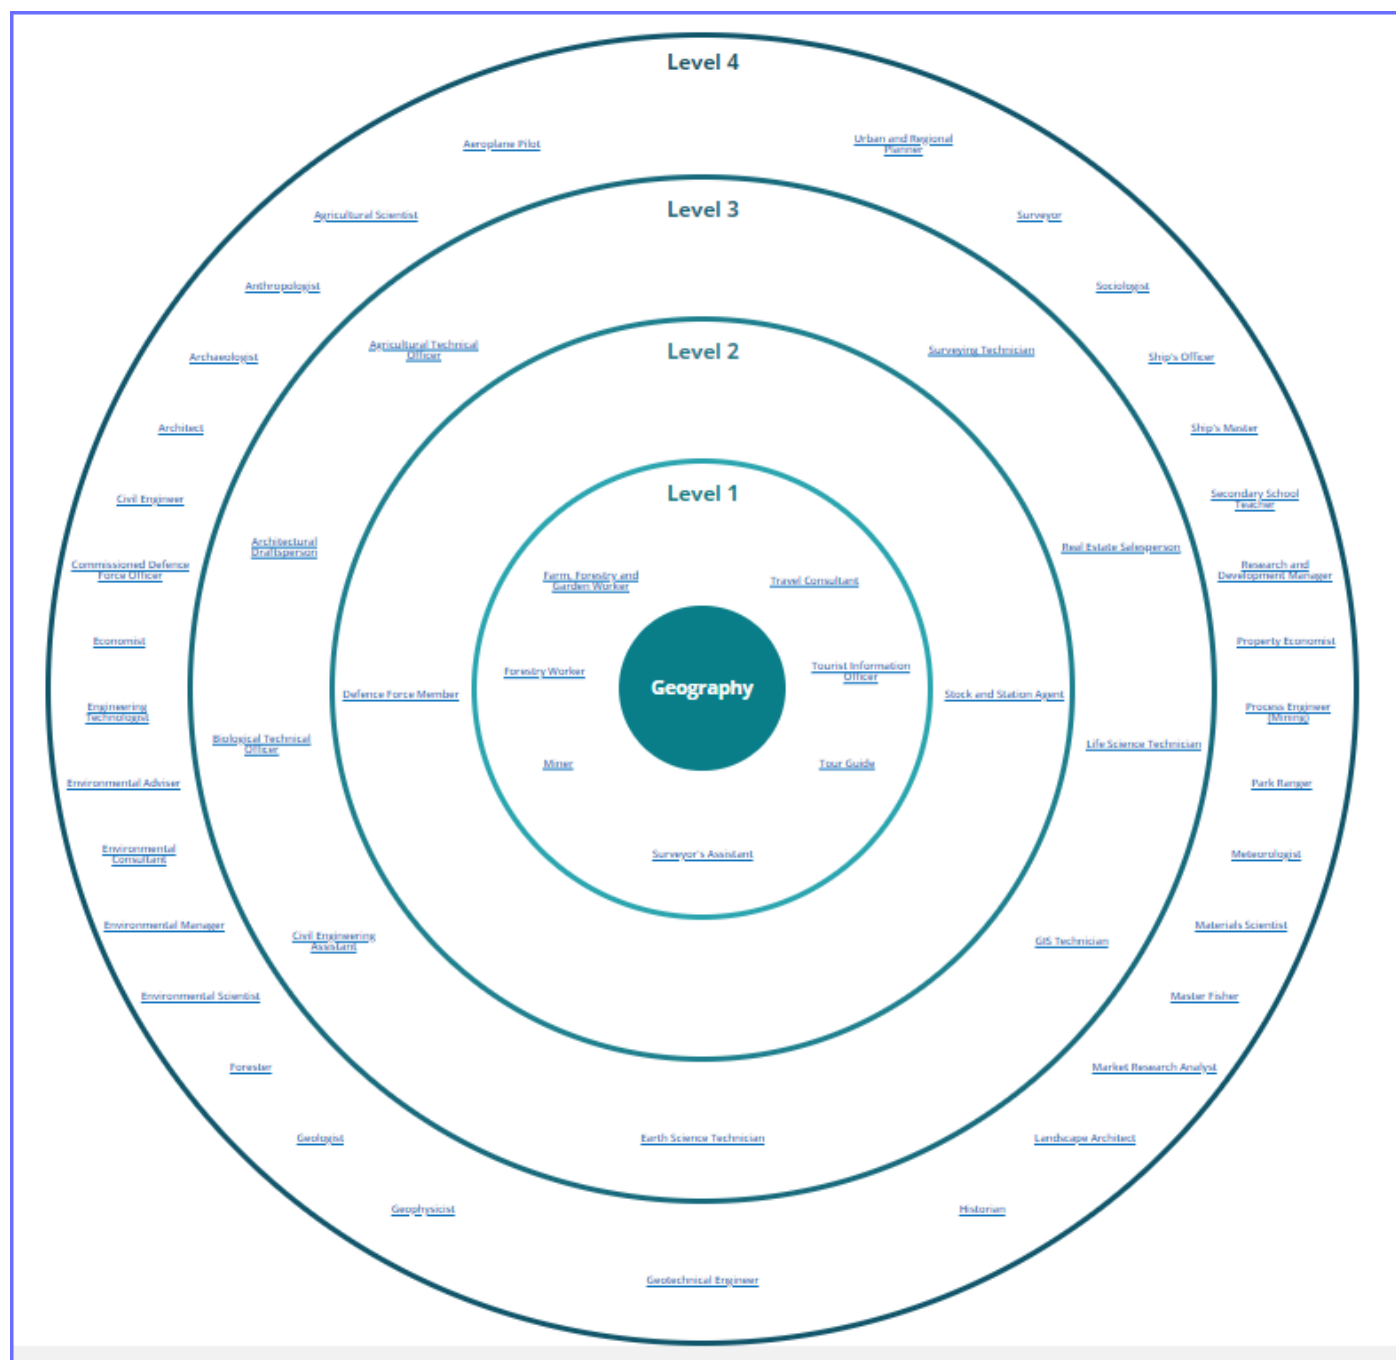 Level 4
Aeroplane Pilot
Urban and Regional
Planner
Agricultural Scientist
Surveyor
Anthropologist
Sociologist
Archaeologist
Ship's Officer
Architect
Ship's Master
Civil Engineer
Secondary School
Teacher
Commissioned Defence
Force Officer
Research and
Development Manager
Economist
Property Economist
Engineering
Technologist
Process Engineer
(Mining)
Environmental Adviser
Park Ranger
Environmental
Consultant
Meteorologist
Environmental Manager
Materials Scientist
Environmental Scientist
Master Fisher
Forester
Market Research Analyst
Geologist
Landscape Architect
Geophysicist
Historian
Geotechnical Engineer
Level 3
Agricultural Technical
Officer
Surveying Technician
Architectural
Draftsperson
Real Estate Salesperson
Biological Technical
Officer
Life Science Technician
Civil Engineering
Assistant
GIS Technician
Earth Science Technician
Level 2
Defence Force Member
Stock and Station Agent
Level 1
Farm, Forestry and
Garden Worker
Travel Consultant
Forestry Worker
Tourist Information
Officer
Miner
Tour Guide
Surveyor's Assistant
Geography